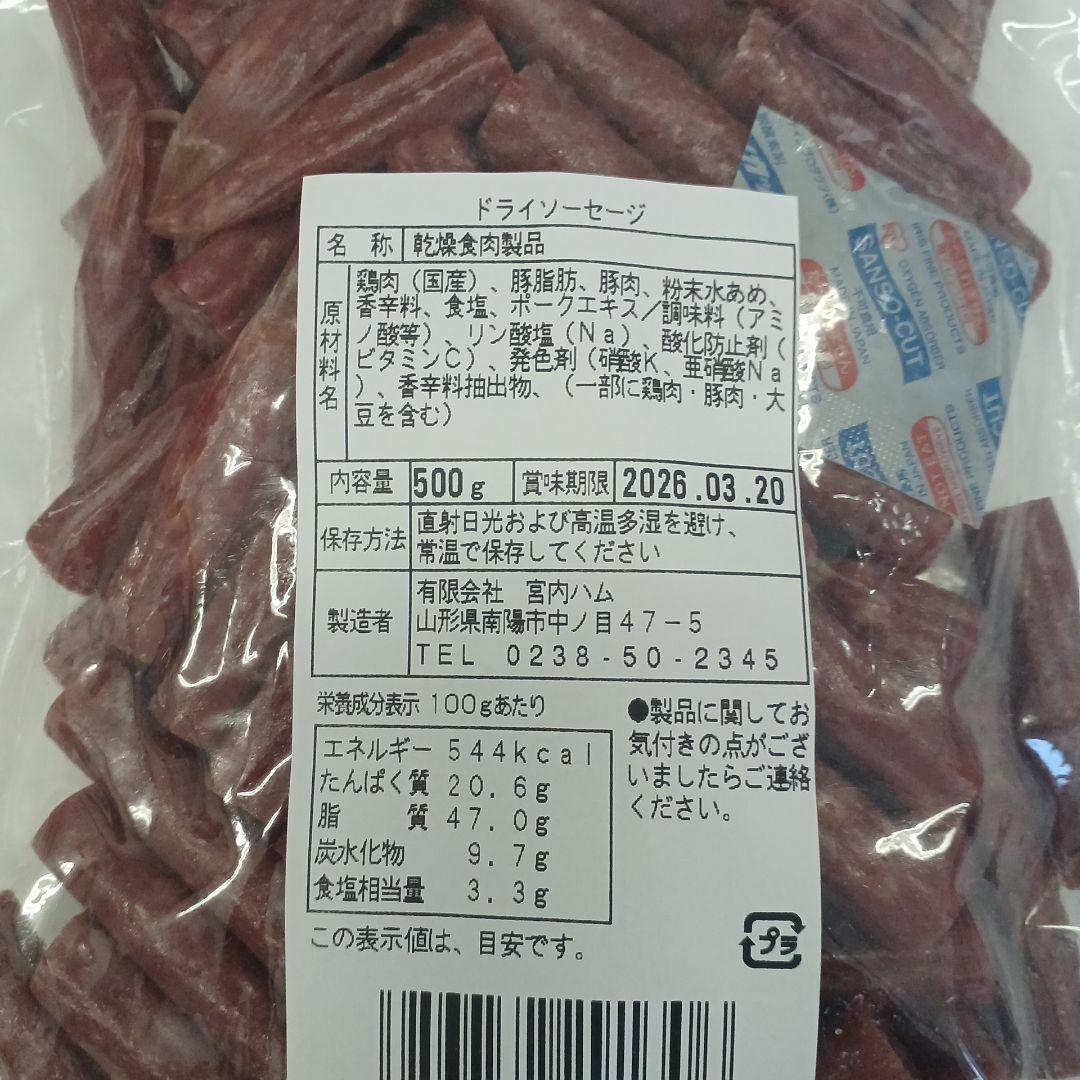 ドライソーセージ
名 称 乾燥食肉製品
原材料名
鶏肉（国産）、豚脂肪、豚肉、粉末水あめ、
香辛料、食塩、ポークエキス／調味料（アミ
ノ酸等）、リン酸塩（Ｎａ）、酸化防止剤（
ビタミンＣ）、発色剤（硝酸Ｋ、亜硝酸Ｎａ
）、香辛料抽出物、（一部に鶏肉・豚肉・大
豆を含む）
内容量 500g 賞味期限 2026.03.20
保存方法 直射日光および高温多湿を避け、
常温で保存してください
製造者
有限会社 宮内ハム
山形県南陽市中ノ目４７－５
ＴＥＬ ０２３８-５０-２３４５
栄養成分表示 １００ｇあたり
エネルギー ５４４ｋｃａｌ
たんぱく質 ２０．６ｇ
脂 質 ４７．０ｇ
炭水化物 ９．７ｇ
食塩相当量 ３．３ｇ
この表示値は、目安です。
●製品に関してお
気付きの点がござ
いましたらご連絡
ください。
プラ
SANSO-CUT
OXYGEN ABSORBER